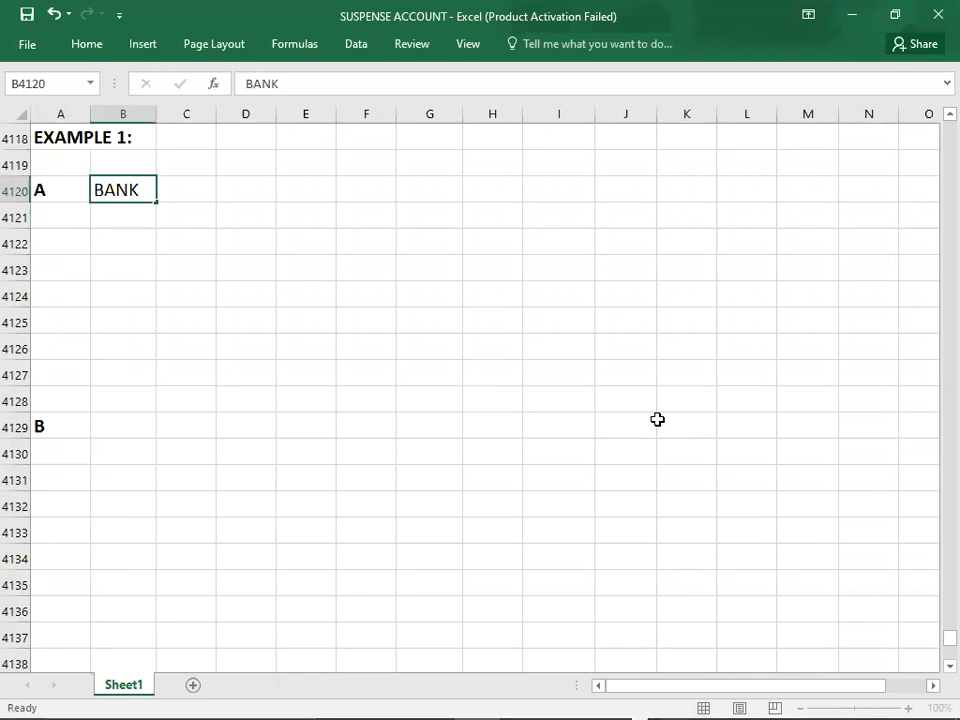 SUSPENSE ACCOUNT - Excel (Product Activation Failed)
File Home Insert Page Layout Formulas Data Review View Tell me what you want to do... Share
B4120 fx BANK
A B C D E F G H I J K L M N O
4118 EXAMPLE 1:
4119
4120 A BANK
4121
4122
4123
4124
4125
4126
4127
4128
4129 B
4130
4131
4132
4133
4134
4135
4136
4137
4138
Sheet1
Ready 100%